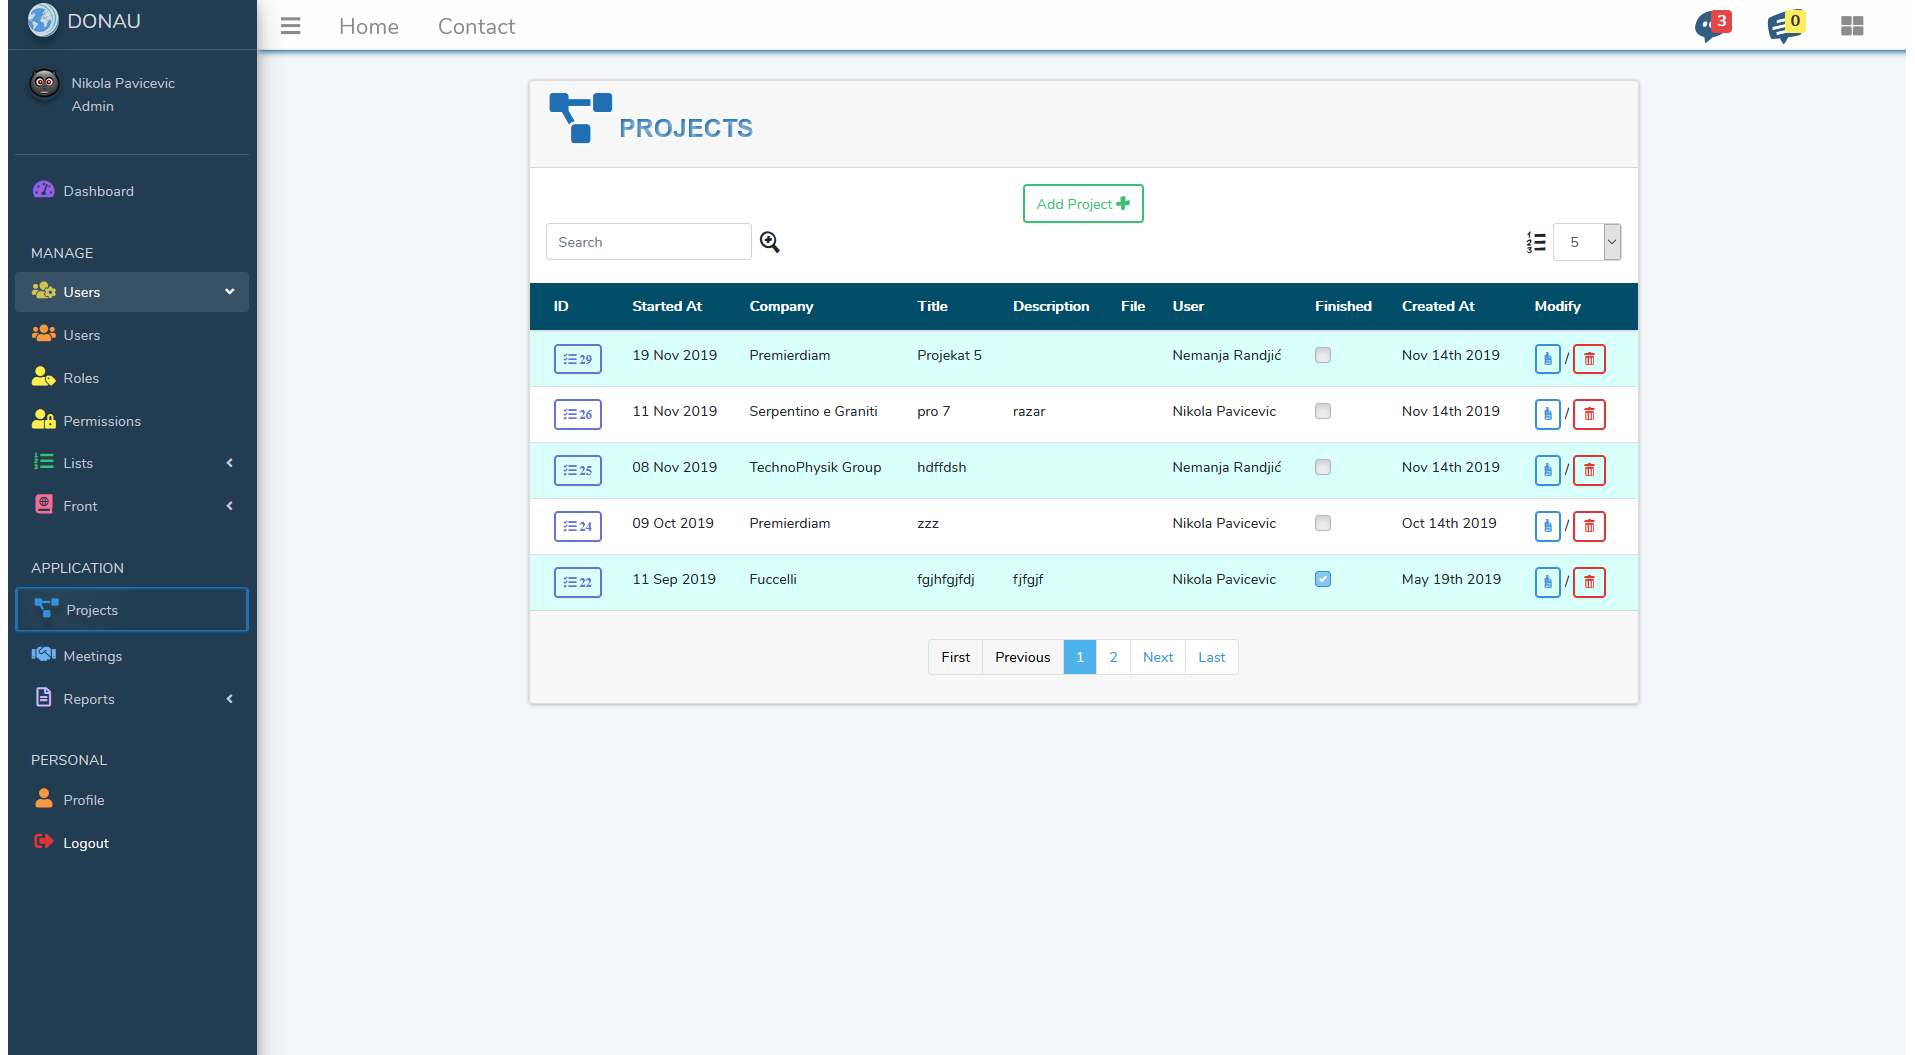 DONAU
Nikola Pavicevic
Admin
Dashboard
MANAGE
Users
Users
Roles
Permissions
Lists
Front
APPLICATION
Projects
Meetings
Reports
PERSONAL
Profile
Logout
Home Contact 3 0
PROJECTS
Add Project
Search 5
ID Started At Company Title Description File User Finished Created At Modify
29 19 Nov 2019 Premierdiam Projekat 5 Nemanja Randjić Nov 14th 2019 /
26 11 Nov 2019 Serpentino e Graniti pro 7 razar Nikola Pavicevic Nov 14th 2019 /
25 08 Nov 2019 TechnoPhysik Group hdffdsh Nemanja Randjić Nov 14th 2019 /
24 09 Oct 2019 Premierdiam zzz Nikola Pavicevic Oct 14th 2019 /
22 11 Sep 2019 Fuccelli fgjhfgjfdj fjfgjf Nikola Pavicevic May 19th 2019 /
First Previous 1 2 Next Last